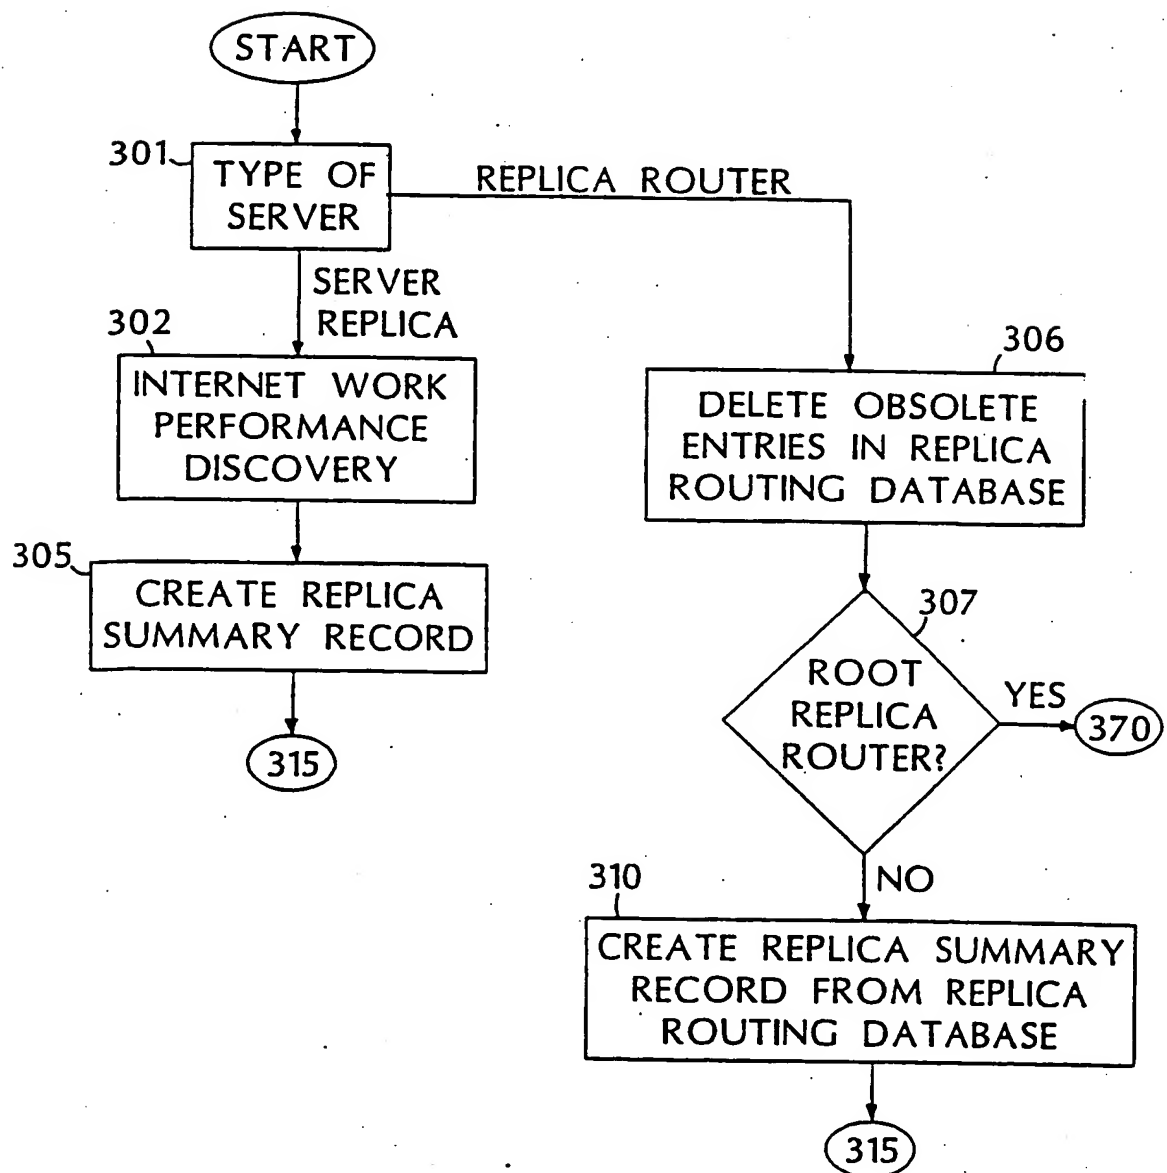 START
301
TYPE OF
SERVER
REPLICA ROUTER
SERVER
REPLICA
302
INTERNET WORK
PERFORMANCE
DISCOVERY
305
CREATE REPLICA
SUMMARY RECORD
315
306
DELETE OBSOLETE
ENTRIES IN REPLICA
ROUTING DATABASE
307
ROOT
REPLICA
ROUTER?
YES
370
NO
310
CREATE REPLICA SUMMARY
RECORD FROM REPLICA
ROUTING DATABASE
315